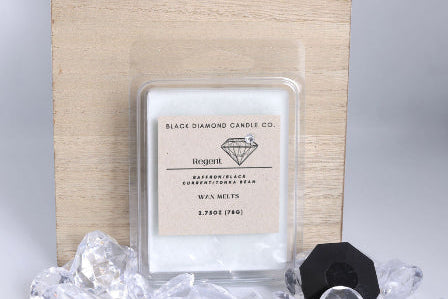 BLACK DIAMOND CANDLE CO.
Regent
SAFFRON/BLACK
CURRENT/TONKA BEAN
WAX MELTS
2.75OZ (78G)